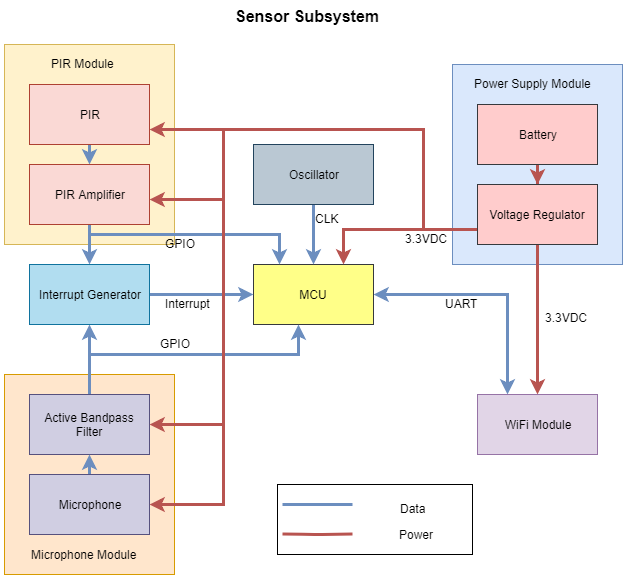 Sensor Subsystem
PIR Module
PIR
PIR Amplifier
GPIO
Oscillator
CLK
Power Supply Module
Battery
Voltage Regulator
3.3VDC
Interrupt Generator
Interrupt
MCU
UART
3.3VDC
GPIO
Active Bandpass
Filter
Microphone
Microphone Module
WiFi Module
Data
Power